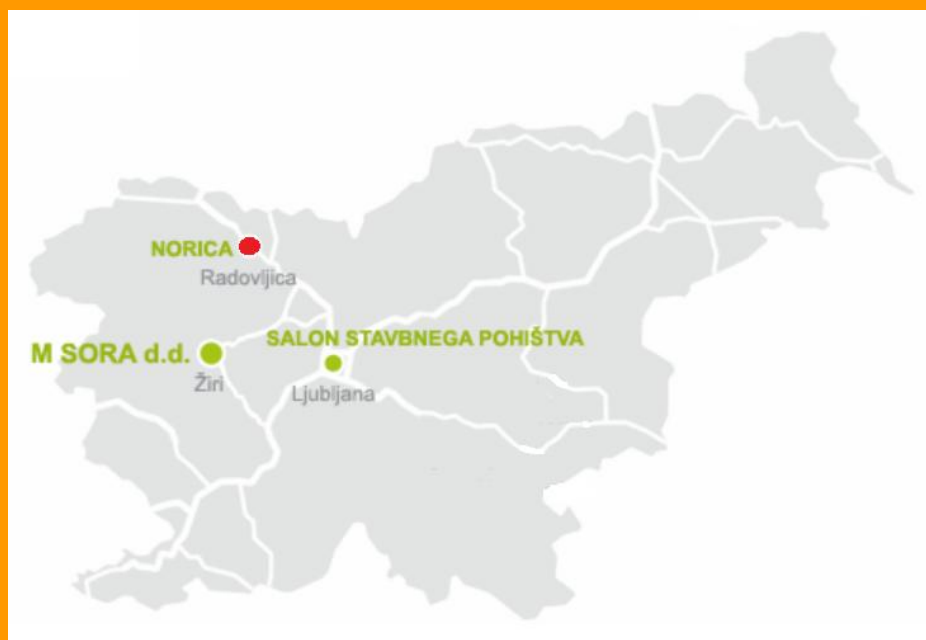 NORICA
Radovljica
SALON STAVBNEGA POHIŠTVA
M SORA d.d.
Žiri
Ljubljana